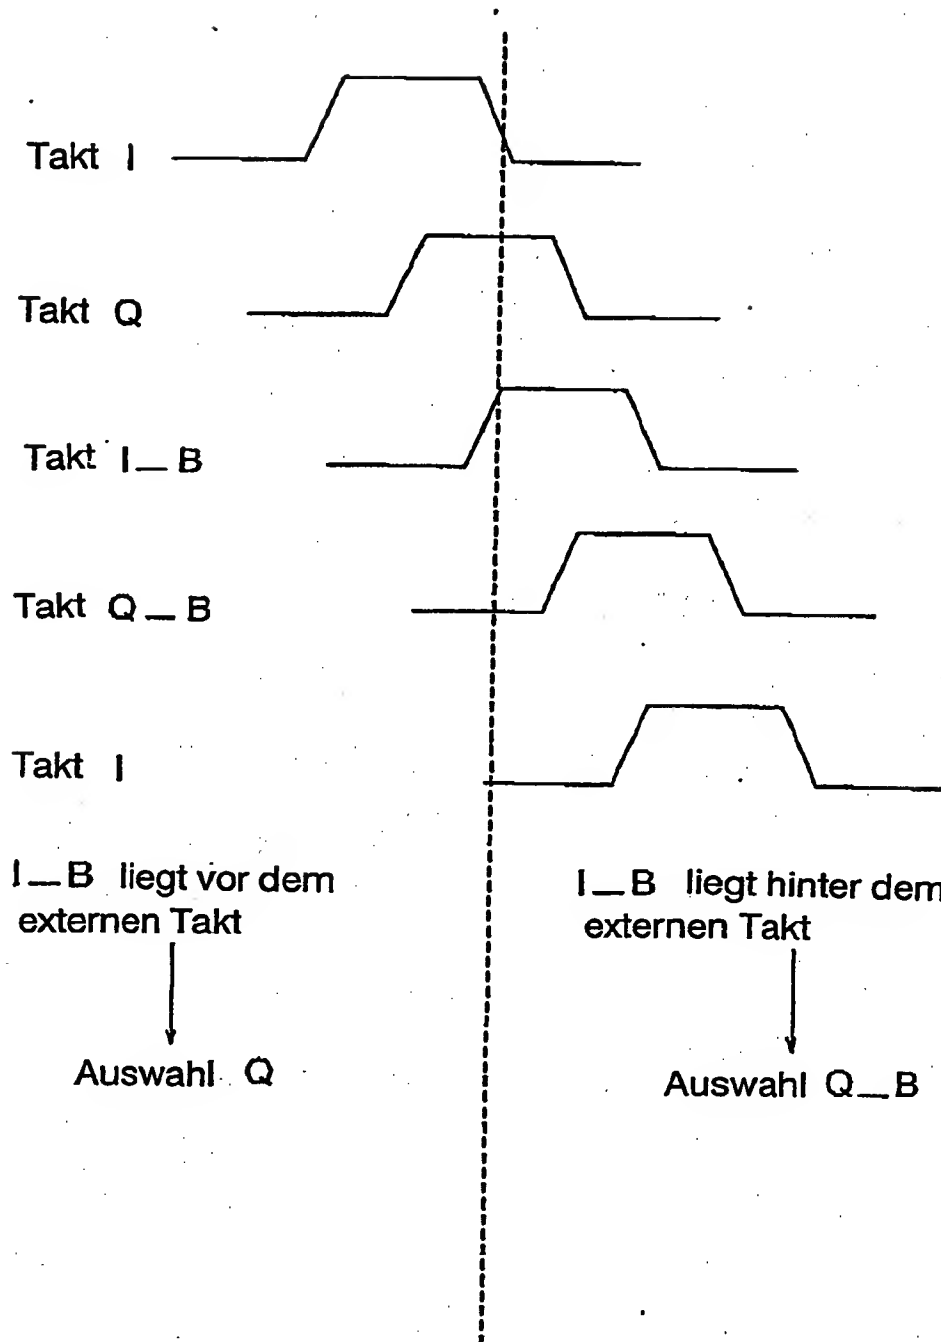 Takt I
Takt Q
Takt I_B
Takt Q_B
Takt I
I_B liegt vor dem
externen Takt
Auswahl Q
I_B liegt hinter dem
externen Takt
Auswahl Q_B